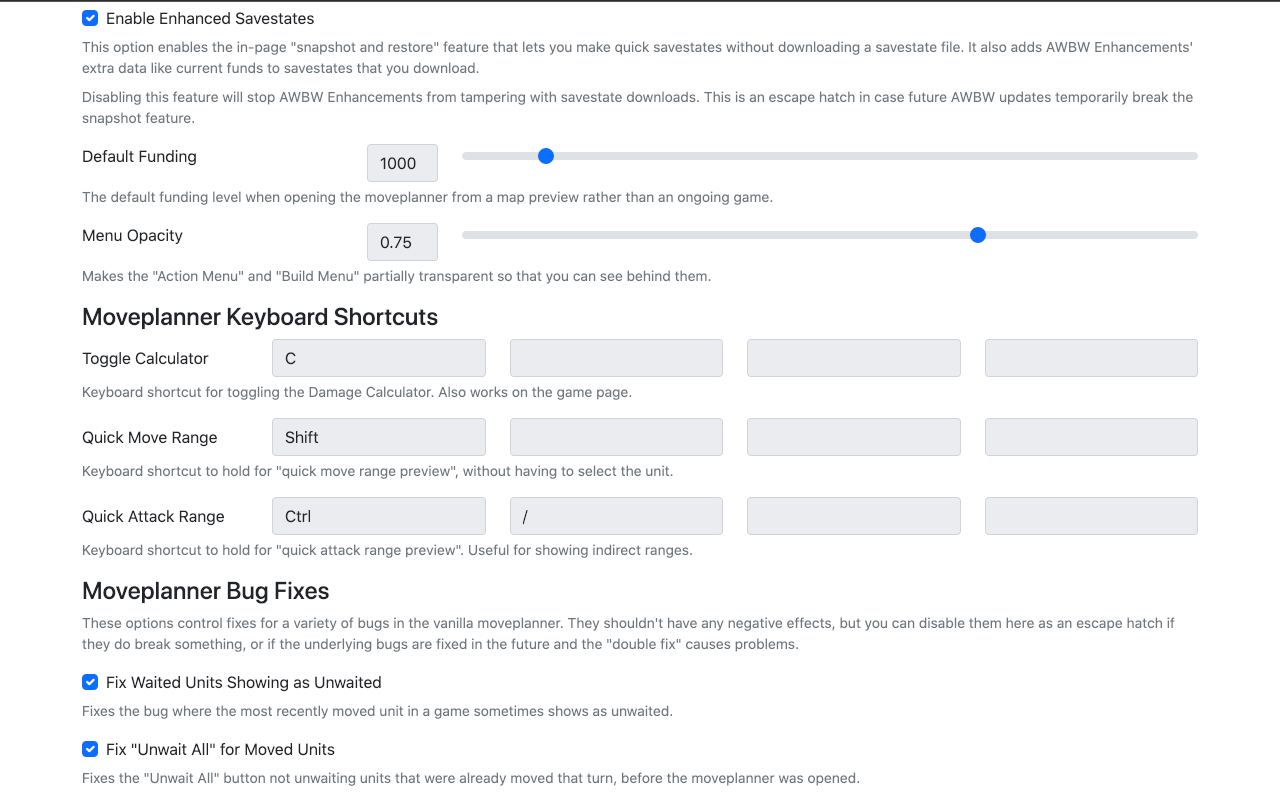 Enable Enhanced Savestates
This option enables the in-page "snapshot and restore" feature that lets you make quick savestates without downloading a savestate file. It also adds AWBW Enhancements'
extra data like current funds to savestates that you download.
Disabling this feature will stop AWBW Enhancements from tampering with savestate downloads. This is an escape hatch in case future AWBW updates temporarily break the
snapshot feature.
Default Funding 1000
The default funding level when opening the moveplanner from a map preview rather than an ongoing game.
Menu Opacity 0.75
Makes the "Action Menu" and "Build Menu" partially transparent so that you can see behind them.
Moveplanner Keyboard Shortcuts
Toggle Calculator C
Keyboard shortcut for toggling the Damage Calculator. Also works on the game page.
Quick Move Range Shift
Keyboard shortcut to hold for "quick move range preview", without having to select the unit.
Quick Attack Range Ctrl /
Keyboard shortcut to hold for "quick attack range preview". Useful for showing indirect ranges.
Moveplanner Bug Fixes
These options control fixes for a variety of bugs in the vanilla moveplanner. They shouldn't have any negative effects, but you can disable them here as an escape hatch if
they do break something, or if the underlying bugs are fixed in the future and the "double fix" causes problems.
Fix Waited Units Showing as Unwaited
Fixes the bug where the most recently moved unit in a game sometimes shows as unwaited.
Fix "Unwait All" for Moved Units
Fixes the "Unwait All" button not unwaiting units that were already moved that turn, before the moveplanner was opened.